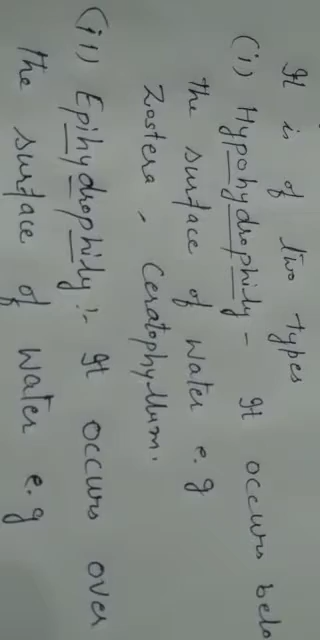 It is of two types
(i) Hypohydrophily - It occurs
the surface of water e.g
Zostera, Ceratophyllum.
(ii) Epihydrophily :- It occurs over
the surface of water e.g